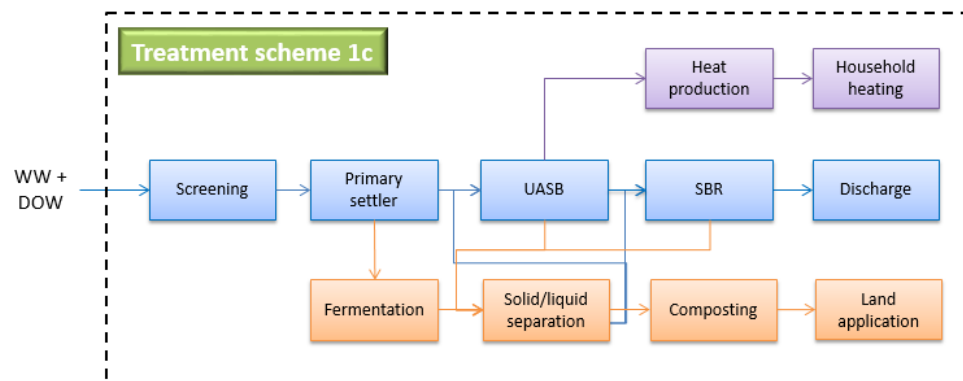 Treatment scheme 1c
Heat
production
Household
heating
WW +
DOW
Screening
Primary
settler
UASB
SBR
Discharge
Fermentation
Solid/liquid
separation
Composting
Land
application